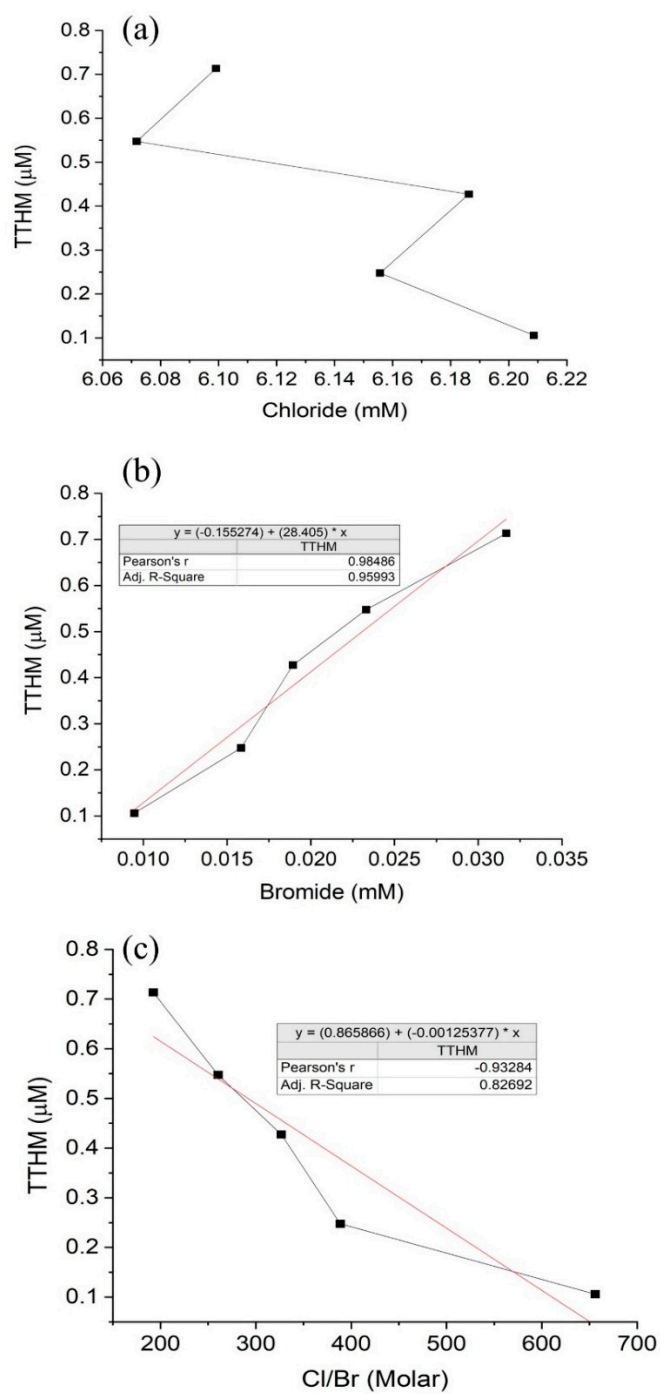 (a)
0.8
0.7
0.6
0.5
0.4
0.3
0.2
0.1
TTHM (μM)
6.06 6.08 6.10 6.12 6.14 6.16 6.18 6.20 6.22
Chloride (mM)
(b)
0.8
0.7
0.6
0.5
0.4
0.3
0.2
0.1
TTHM (μM)
y = (-0.155274) + (28.405) * x
TTHM
Pearson's r 0.98486
Adj. R-Square 0.95993
0.010 0.015 0.020 0.025 0.030 0.035
Bromide (mM)
(c)
0.8
0.7
0.6
0.5
0.4
0.3
0.2
0.1
TTHM (μM)
y = (0.865866) + (-0.00125377) * x
TTHM
Pearson's r -0.93284
Adj. R-Square 0.82692
200 300 400 500 600 700
Cl/Br (Molar)